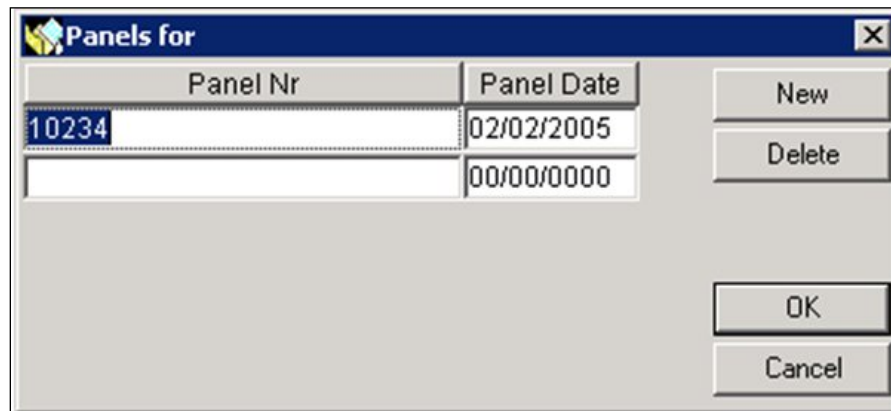 Panels for
Panel Nr Panel Date New
10234 02/02/2005
Delete
00/00/0000
OK
Cancel